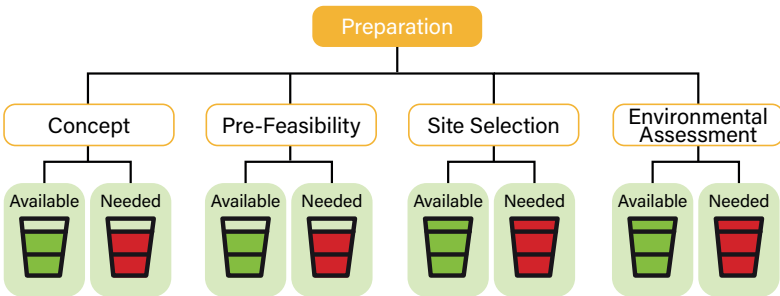 Preparation
Concept
Pre-Feasibility
Site Selection
Environmental
Assessment
Available
Needed
Available
Needed
Available
Needed
Available
Needed